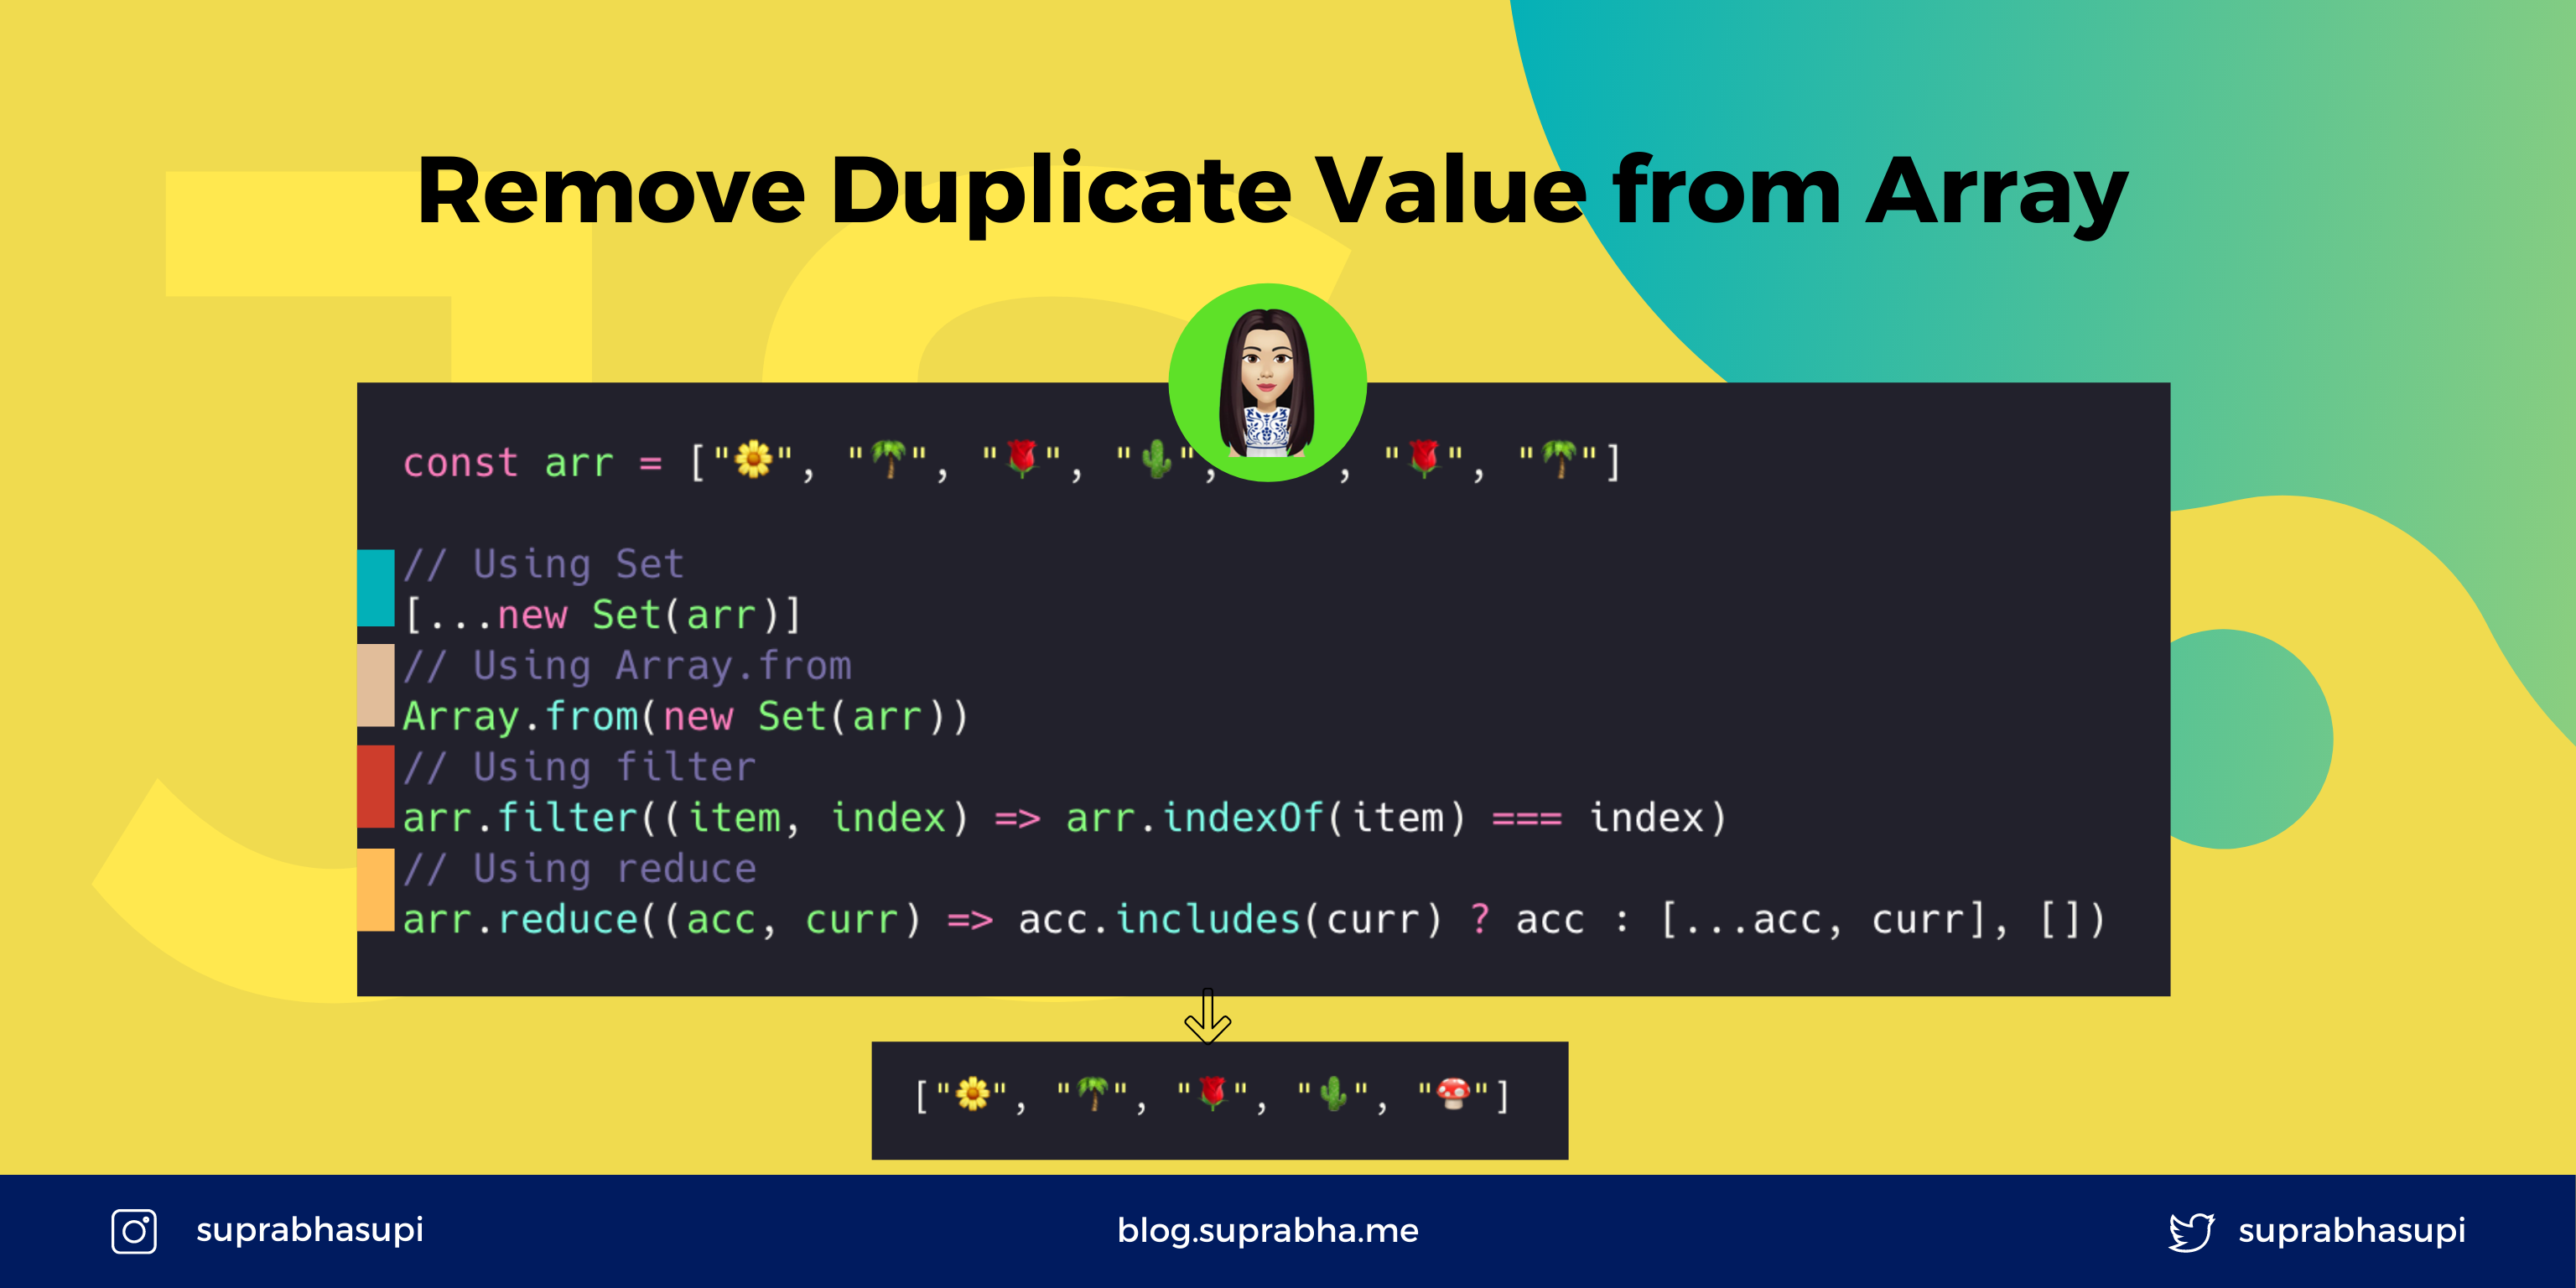 Remove Duplicate Value from Array
const arr = ["🌼", "🌴", "🌹", "🌵", , "🌹", "🌴"]
// Using Set
[...new Set(arr)]
// Using Array.from
Array.from(new Set(arr))
// Using filter
arr.filter((item, index) => arr.indexOf(item) === index)
// Using reduce
arr.reduce((acc, curr) => acc.includes(curr) ? acc : [...acc, curr], [])
["🌼", "🌴", "🌹", "🌵", "🍄"]
suprabhasupi
blog.suprabha.me
suprabhasupi
JS